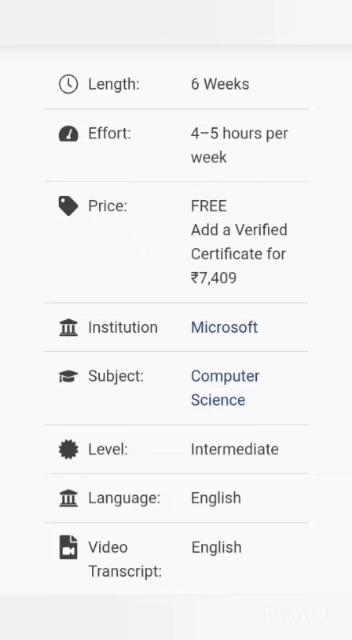 Length: 6 Weeks
Effort: 4–5 hours per
week
Price: FREE
Add a Verified
Certificate for
₹7,409
Institution Microsoft
Subject: Computer
Science
Level: Intermediate
Language: English
Video English
Transcript: